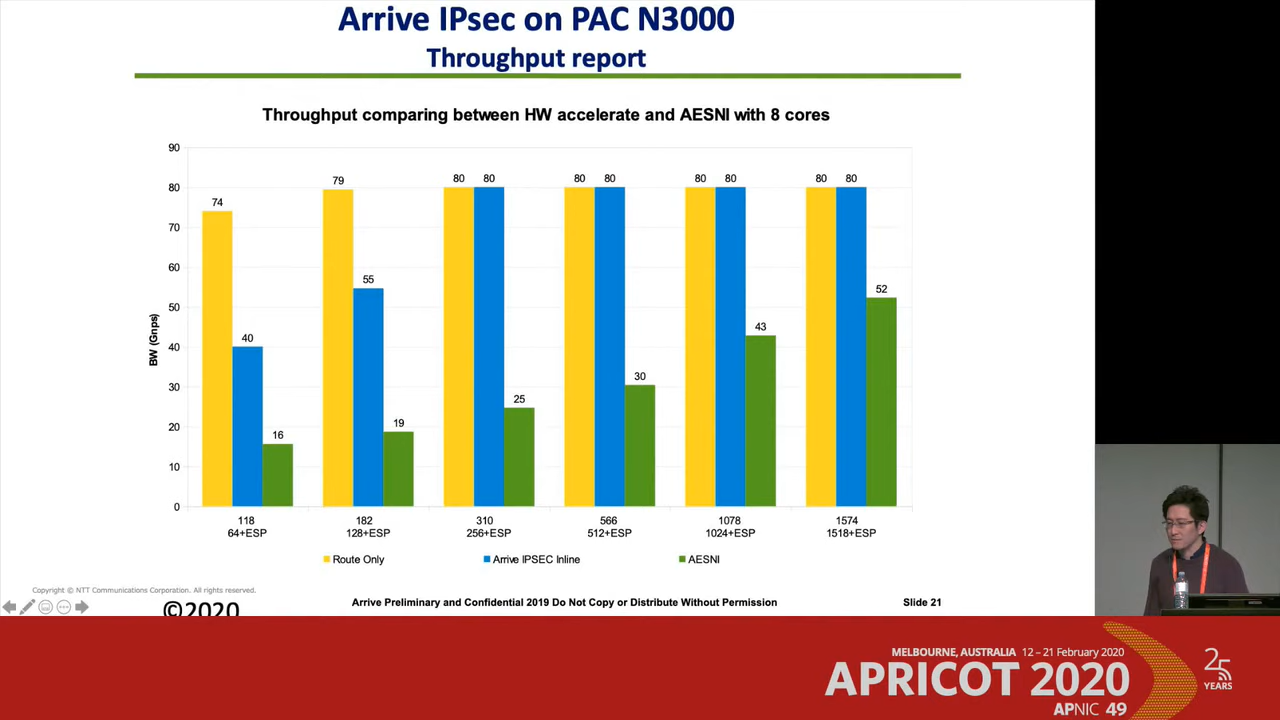 Arrive IPsec on PAC N3000
Throughput report
Throughput comparing between HW accelerate and AESNI with 8 cores
BW (Gnps)
90
80
70
60
50
40
30
20
10
0
74
40
16
79
55
19
80
80
25
80
80
30
80
80
43
80
80
52
118
64+ESP
182
128+ESP
310
256+ESP
566
512+ESP
1078
1024+ESP
1574
1518+ESP
Route Only
Arrive IPSEC Inline
AESNI
Copyright © NTT Communications Corporation. All rights reserved.
©2020
Arrive Preliminary and Confidential 2019 Do Not Copy or Distribute Without Permission
Slide 21
MELBOURNE, AUSTRALIA 12 – 21 February 2020
APRICOT 2020
APNIC 49
25
YEARS